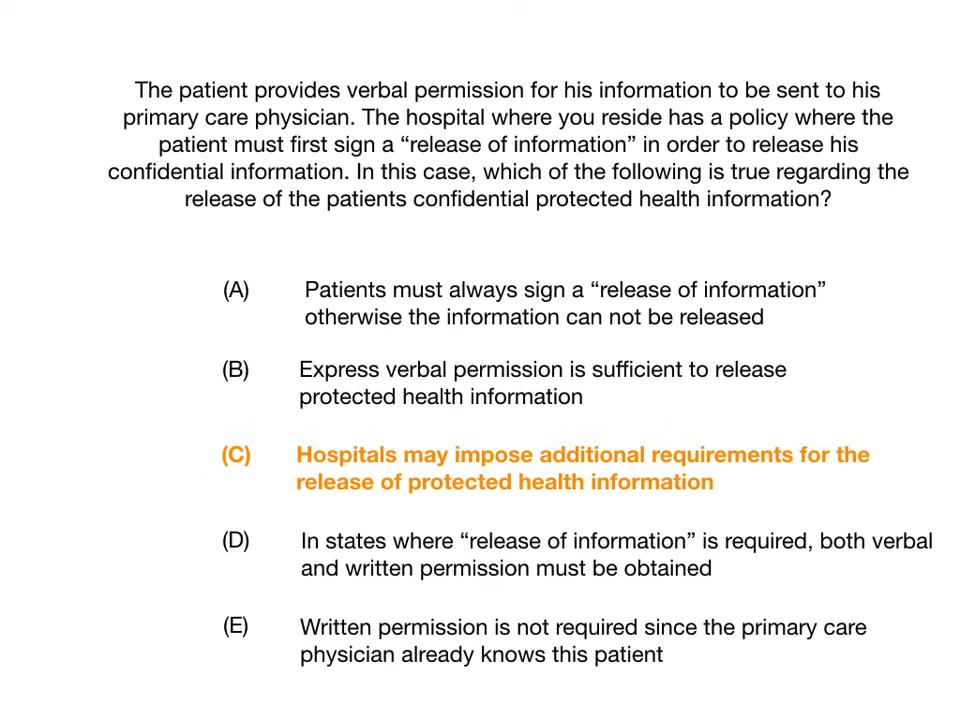 The patient provides verbal permission for his information to be sent to his
primary care physician. The hospital where you reside has a policy where the
patient must first sign a “release of information” in order to release his
confidential information. In this case, which of the following is true regarding the
release of the patients confidential protected health information?
(A) Patients must always sign a “release of information”
otherwise the information can not be released
(B) Express verbal permission is sufficient to release
protected health information
(C) Hospitals may impose additional requirements for the
release of protected health information
(D) In states where “release of information” is required, both verbal
and written permission must be obtained
(E) Written permission is not required since the primary care
physician already knows this patient